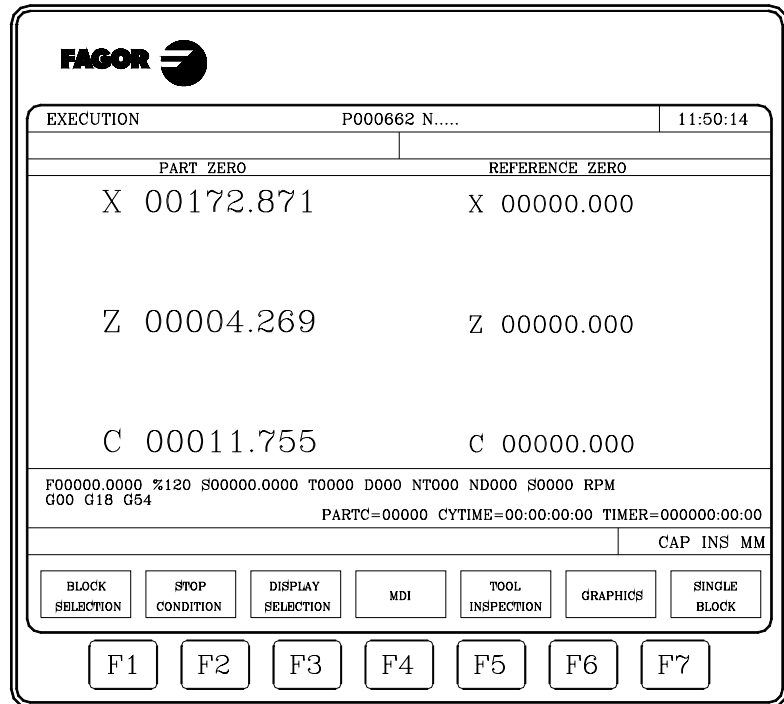 FAGOR
EXECUTION P000662 N..... 11:50:14
PART ZERO REFERENCE ZERO
X 00172.871 X 00000.000
Z 00004.269 Z 00000.000
C 00011.755 C 00000.000
F00000.0000 %120 S00000.0000 T0000 D000 NT000 ND000 S0000 RPM
G00 G18 G54
PARTC=00000 CYTIME=00:00:00:00 TIMER=000000:00:00
CAP INS MM
BLOCK SELECTION
STOP CONDITION
DISPLAY SELECTION
MDI
TOOL INSPECTION
GRAPHICS
SINGLE BLOCK
F1 F2 F3 F4 F5 F6 F7